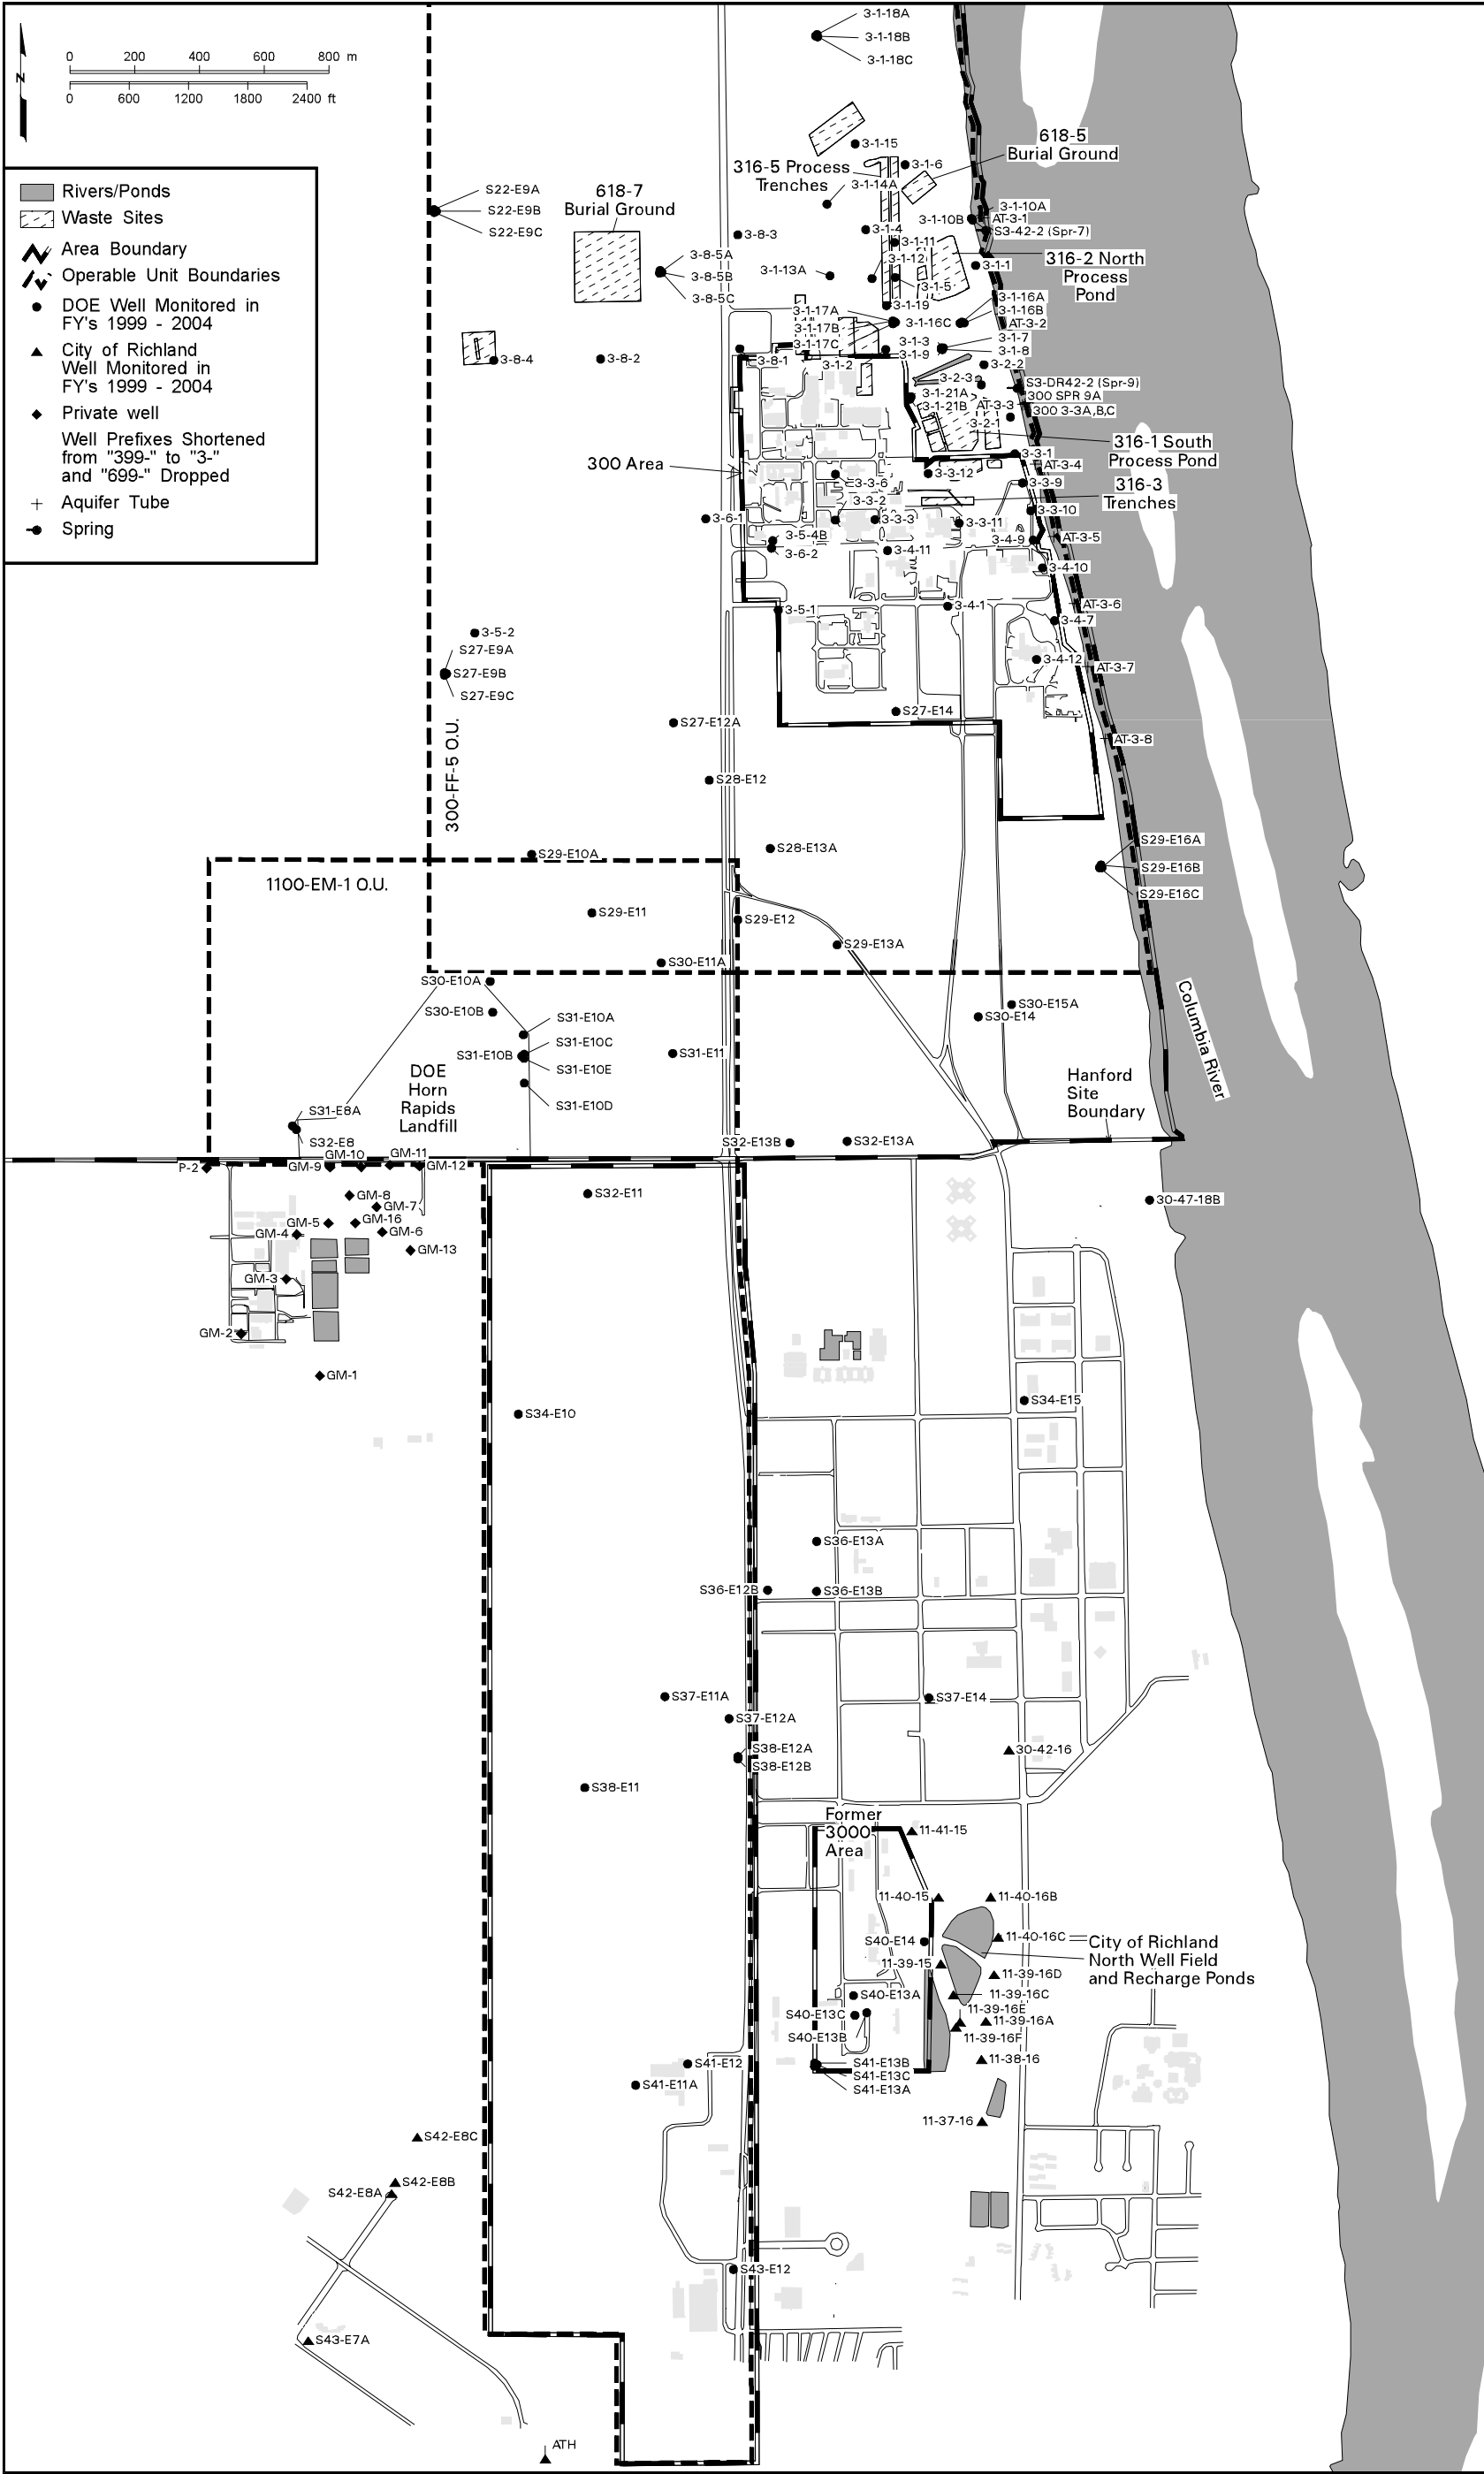 3-1-18A
3-1-18B
3-1-18C
N
0 200 400 600 800 m
0 600 1200 1800 2400 ft
Rivers/Ponds
Waste Sites
Area Boundary
Operable Unit Boundaries
DOE Well Monitored in
FY's 1999 - 2004
City of Richland
Well Monitored in
FY's 1999 - 2004
Private well
Well Prefixes Shortened
from "399-" to "3-"
and "699-" Dropped
Aquifer Tube
Spring
618-5
Burial Ground
3-1-15
3-1-6
316-5 Process
Trenches
3-1-14A
S22-E9A
S22-E9B
S22-E9C
618-7
Burial Ground
3-1-10A
3-1-10B
AT-3-1
S3-42-2 (Spr-7)
3-8-3
3-1-4
3-1-11
3-8-5A
3-8-5B
3-8-5C
3-1-12
3-1-13A
3-1-5
3-1-1
316-2 North
Process
Pond
3-1-19
3-1-16A
3-1-16B
3-1-16C
AT-3-2
3-1-17A
3-1-17B
3-1-17C
3-1-3
3-1-9
3-1-7
3-1-8
3-8-4
3-8-2
3-8-1
3-1-2
3-2-2
3-2-3
S3-DR42-2 (Spr-9)
300 SPR 9A
3-1-21A
3-1-21B
AT-3-3
300 3-3A,B,C
3-2-1
316-1 South
Process Pond
300 Area
3-3-1
AT-3-4
3-3-12
3-3-6
3-3-9
316-3
Trenches
3-3-2
3-3-3
3-3-10
3-6-1
3-3-11
3-5-4B
3-6-2
3-4-9
AT-3-5
3-4-11
3-4-10
3-5-1
3-4-1
AT-3-6
3-4-7
3-5-2
S27-E9A
S27-E9B
S27-E9C
3-4-12
AT-3-7
S27-E14
S27-E12A
AT-3-8
300-FF-5 O.U.
S28-E12
S28-E13A
S29-E16A
S29-E16B
S29-E16C
S29-E10A
1100-EM-1 O.U.
S29-E11
S29-E12
S29-E13A
S30-E11A
S30-E10A
S30-E10B
S30-E15A
S30-E14
Columbia River
S31-E10A
S31-E10C
S31-E10B
S31-E10E
S31-E10D
S31-E11
DOE
Horn
Rapids
Landfill
Hanford
Site
Boundary
S31-E8A
S32-E8
S32-E13B
S32-E13A
P-2
GM-9
GM-10
GM-11
GM-12
S32-E11
30-47-18B
GM-8
GM-7
GM-5
GM-16
GM-4
GM-6
GM-13
GM-3
GM-2
GM-1
S34-E10
S34-E15
S36-E13A
S36-E12B
S36-E13B
S37-E11A
S37-E14
S37-E12A
S38-E12A
S38-E12B
30-42-16
S38-E11
Former
3000
Area
11-41-15
11-40-15
11-40-16B
S40-E14
11-40-16C
City of Richland
North Well Field
and Recharge Ponds
11-39-15
11-39-16D
S40-E13A
11-39-16C
11-39-16E
S40-E13C
11-39-16A
S40-E13B
11-39-16F
S41-E12
S41-E13B
S41-E13C
S41-E13A
11-38-16
S41-E11A
11-37-16
S42-E8C
S42-E8B
S42-E8A
S43-E12
S43-E7A
ATH